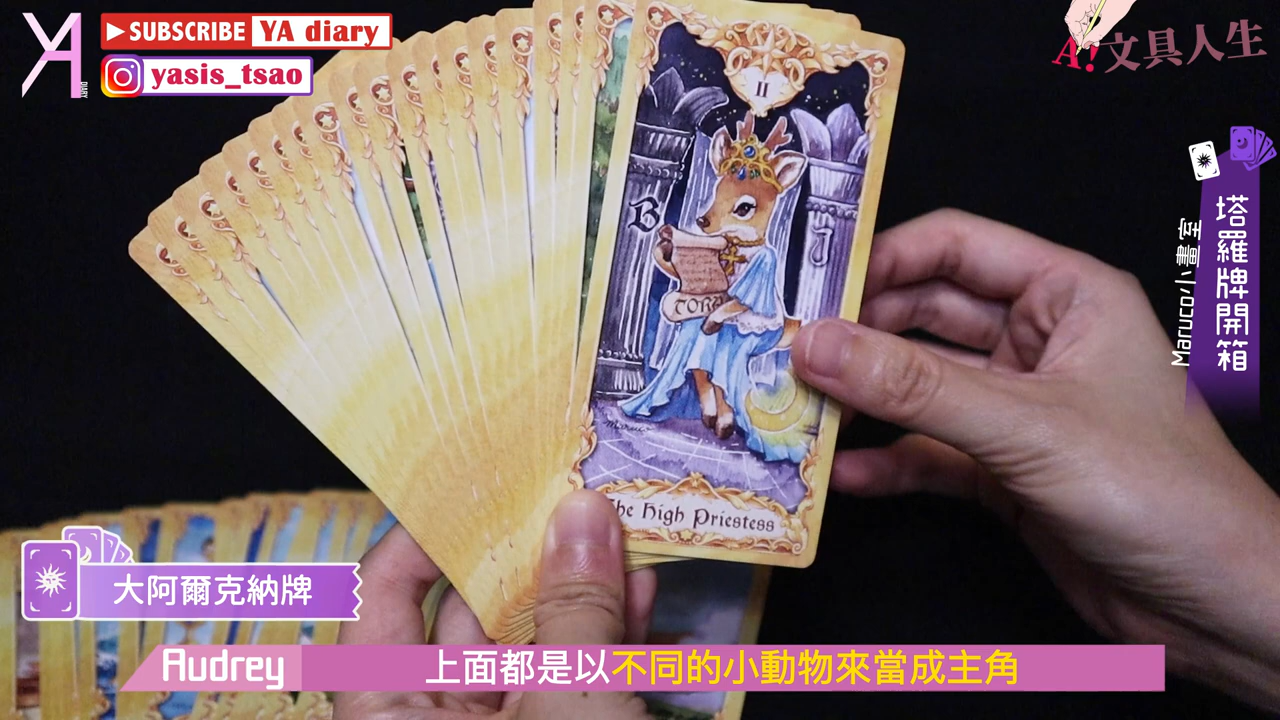 YA
DIARY
SUBSCRIBE YA diary
yasis_tsao
A!文具人生
塔羅牌開箱
Maruco小畫室
II
B
J
TORA
Maruco
The High Priestess
大阿爾克納牌
Audrey
上面都是以不同的小動物來當成主角